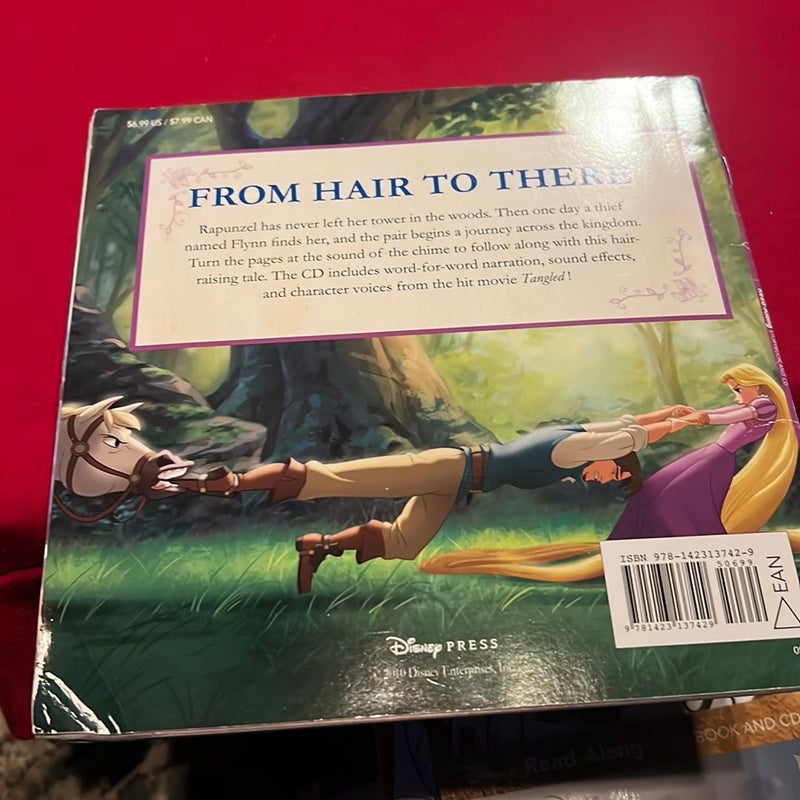 $6.99 US / $7.99 CAN
FROM HAIR TO THERE
Rapunzel has never left her tower in the woods. Then one day a thief
named Flynn finds her, and the pair begins a journey across the kingdom.
Turn the pages at the sound of the chime to follow along with this hair-
raising tale. The CD includes word-for-word narration, sound effects,
and character voices from the hit movie Tangled!
ISBN 978-142313742-9
50699
EAN
9 781423 137429
Disney PRESS
© 2010 Disney Enterprises, Inc.
BOOK AND CD
Read-Along